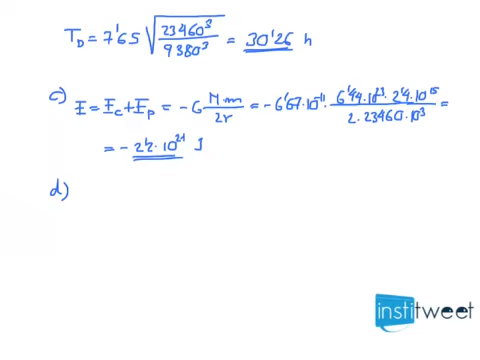 T_D = 7'65 √(23460³/9380³) = 30'26 h
c) E = E_c + E_p = -G M·m/2r = -6'67·10⁻¹¹ · 6'44·10²³ · 2'4·10¹⁵/2·23460·10³ =
= -2'2·10²¹ J
d)
institweet